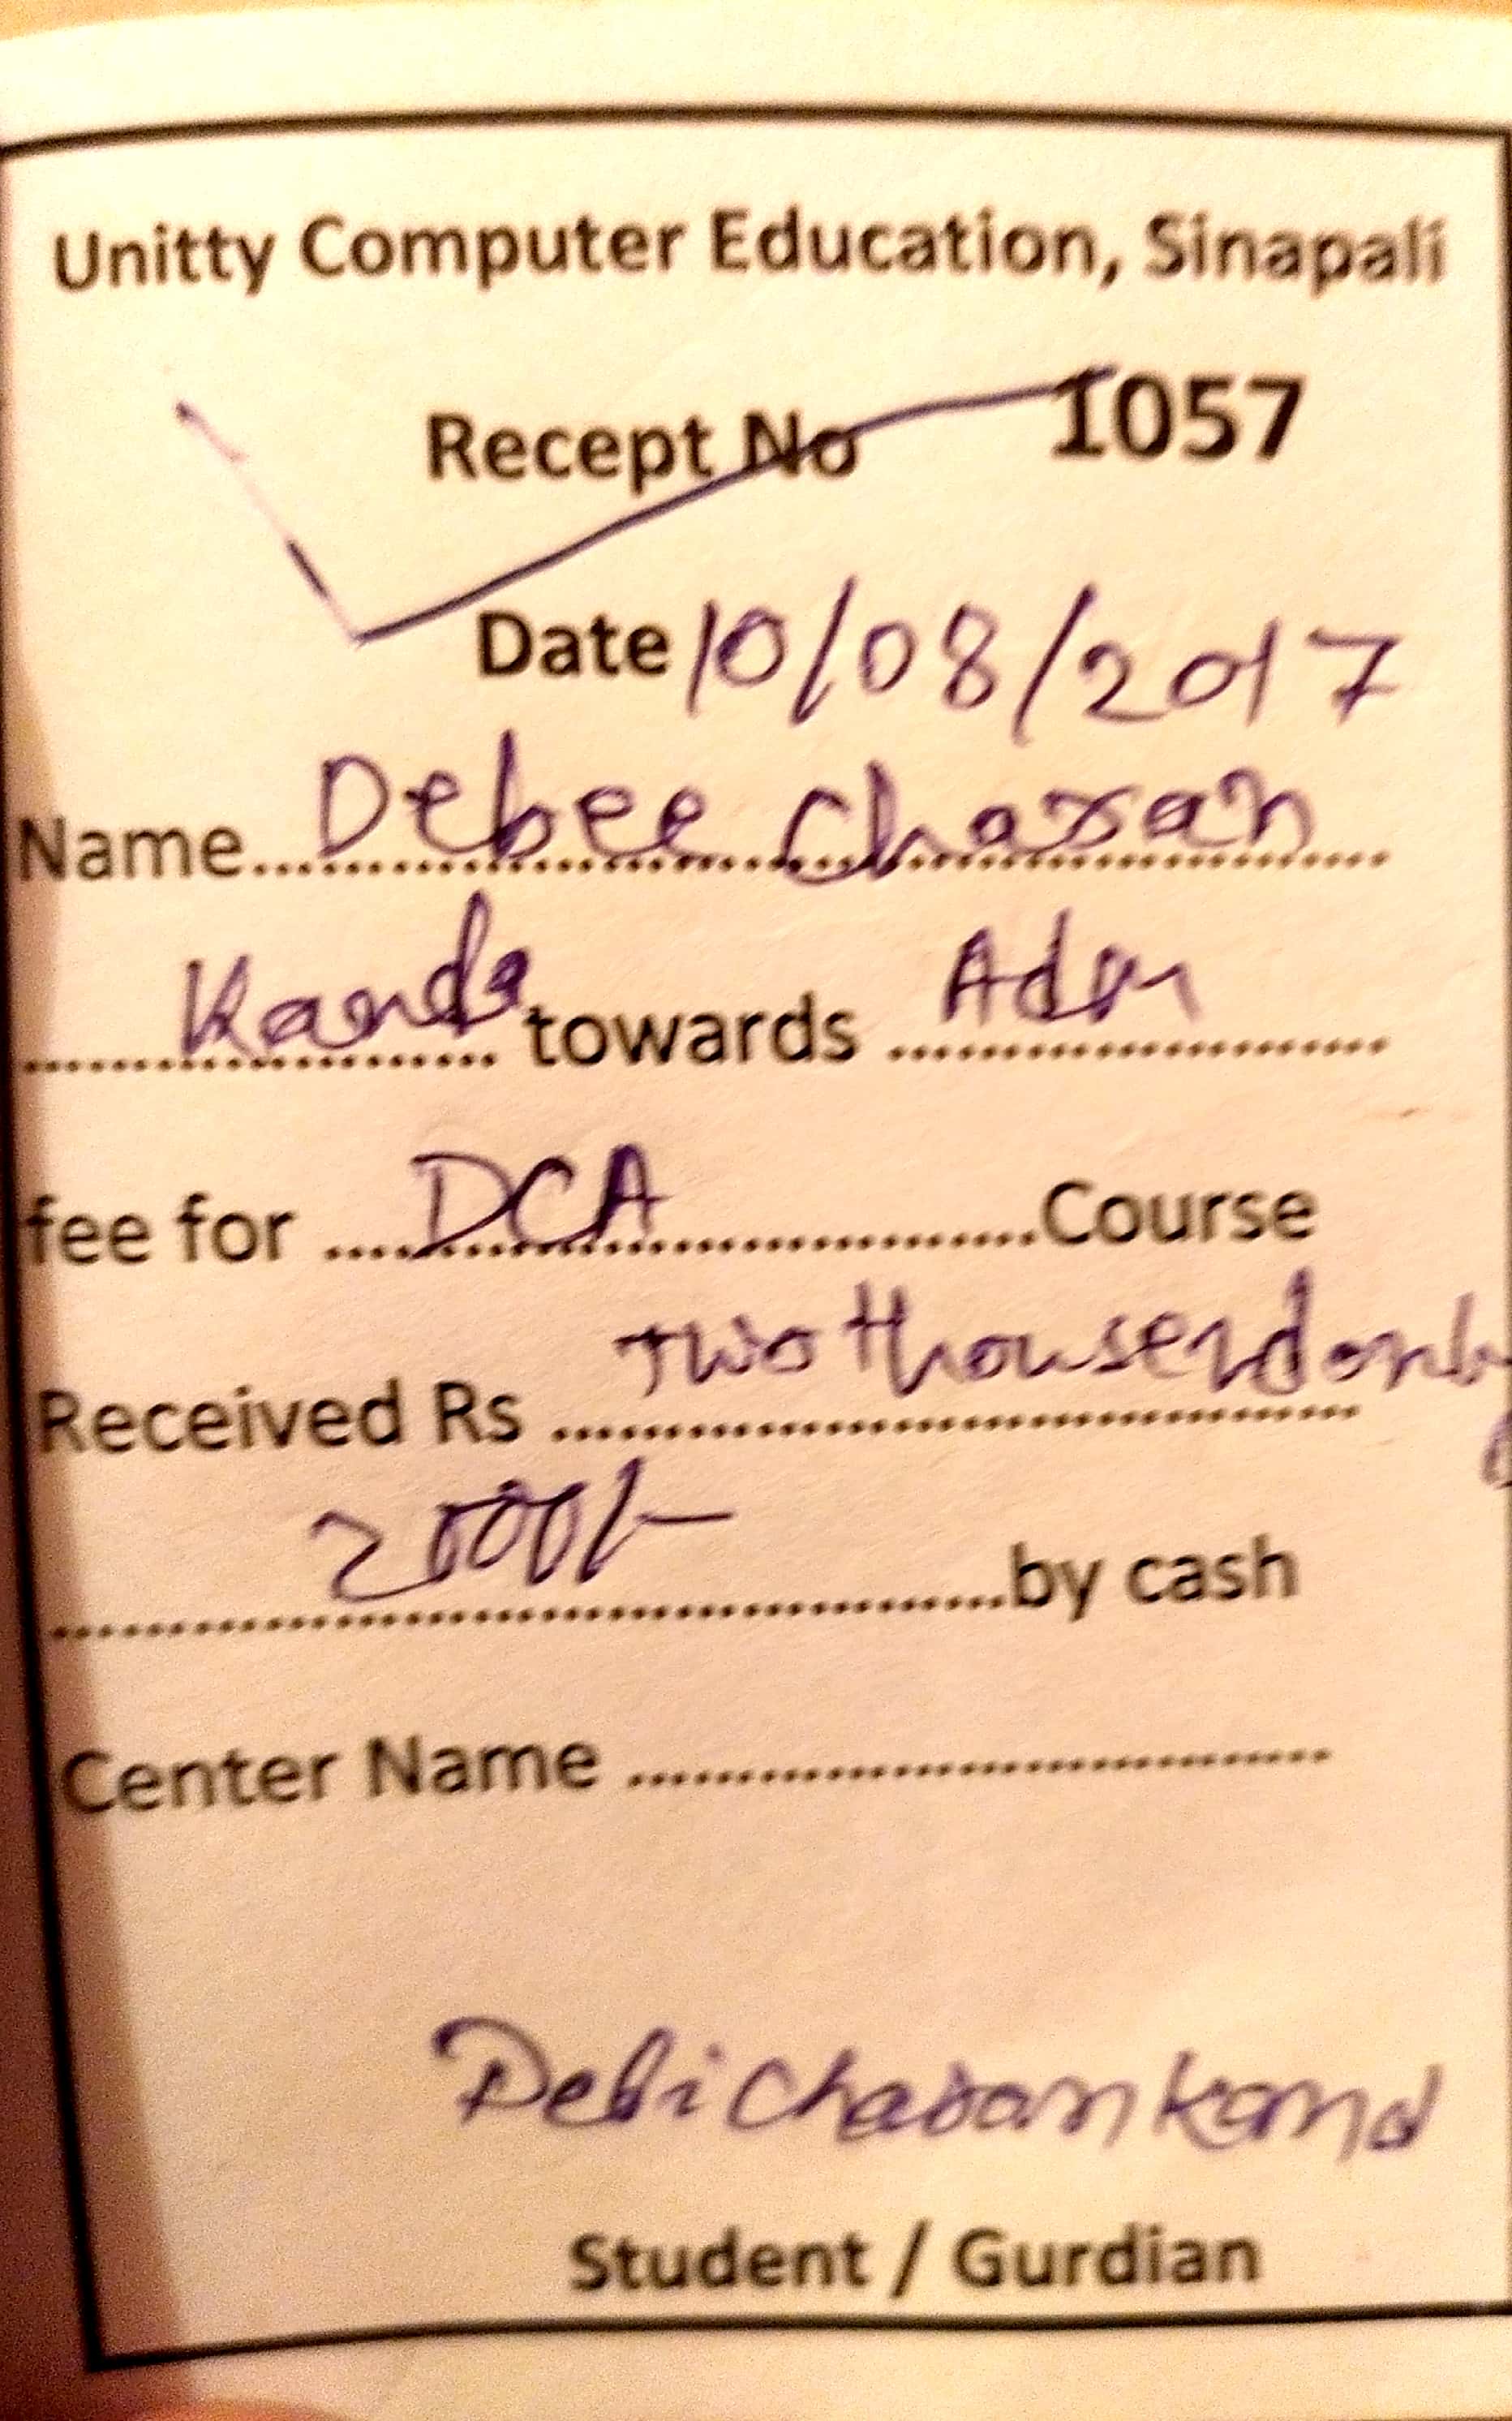 Unitty Computer Education, Sinapali
Recept No 1057
Date 10/08/2017
Name Debee Charan
Kanda towards Adm
fee for DCA Course
Received Rs Two thousend only
2000/- by cash
Center Name
Debi Charan Kand
Student / Gurdian